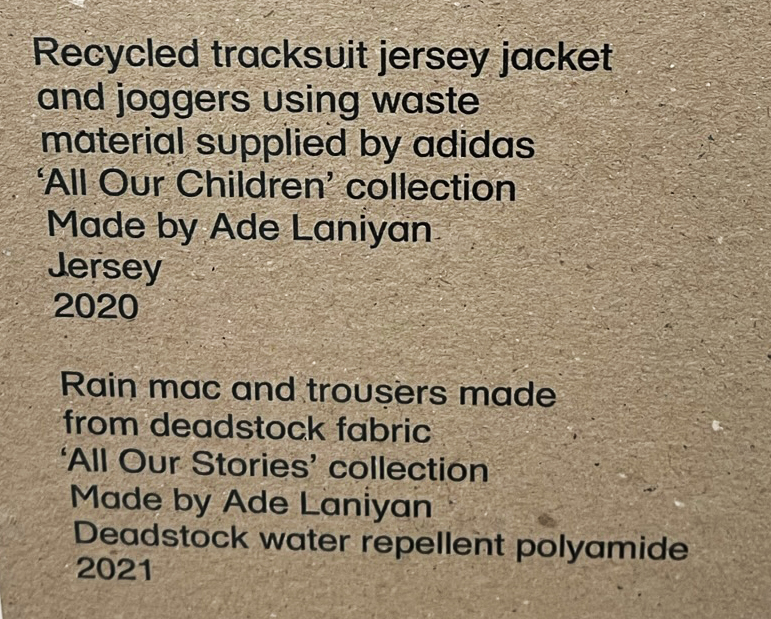 Recycled tracksuit jersey jacket
and joggers using waste
material supplied by adidas
‘All Our Children’ collection
Made by Ade Laniyan
Jersey
2020
Rain mac and trousers made
from deadstock fabric
‘All Our Stories’ collection
Made by Ade Laniyan
Deadstock water repellent polyamide
2021